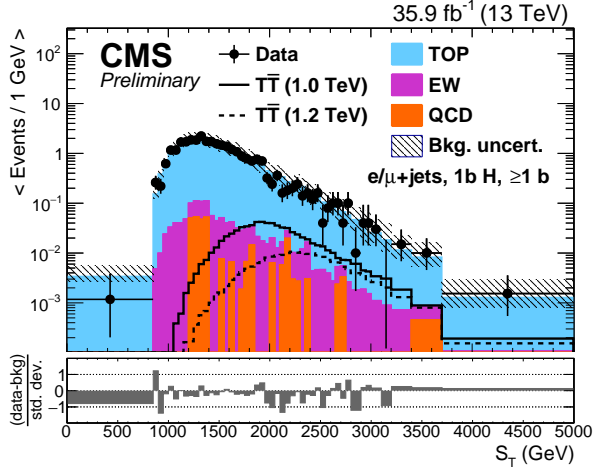 35.9 fb⁻¹ (13 TeV)
CMS
Preliminary
Data
TT̅ (1.0 TeV)
TT̅ (1.2 TeV)
TOP
EW
QCD
Bkg. uncert.
e/μ+jets, 1b H, ≥1 b
< Events / 1 GeV >
10²
10
1
10⁻¹
10⁻²
10⁻³
(data-bkg)
std. dev.
1
0
−1
0 500 1000 1500 2000 2500 3000 3500 4000 4500 5000
S_T (GeV)